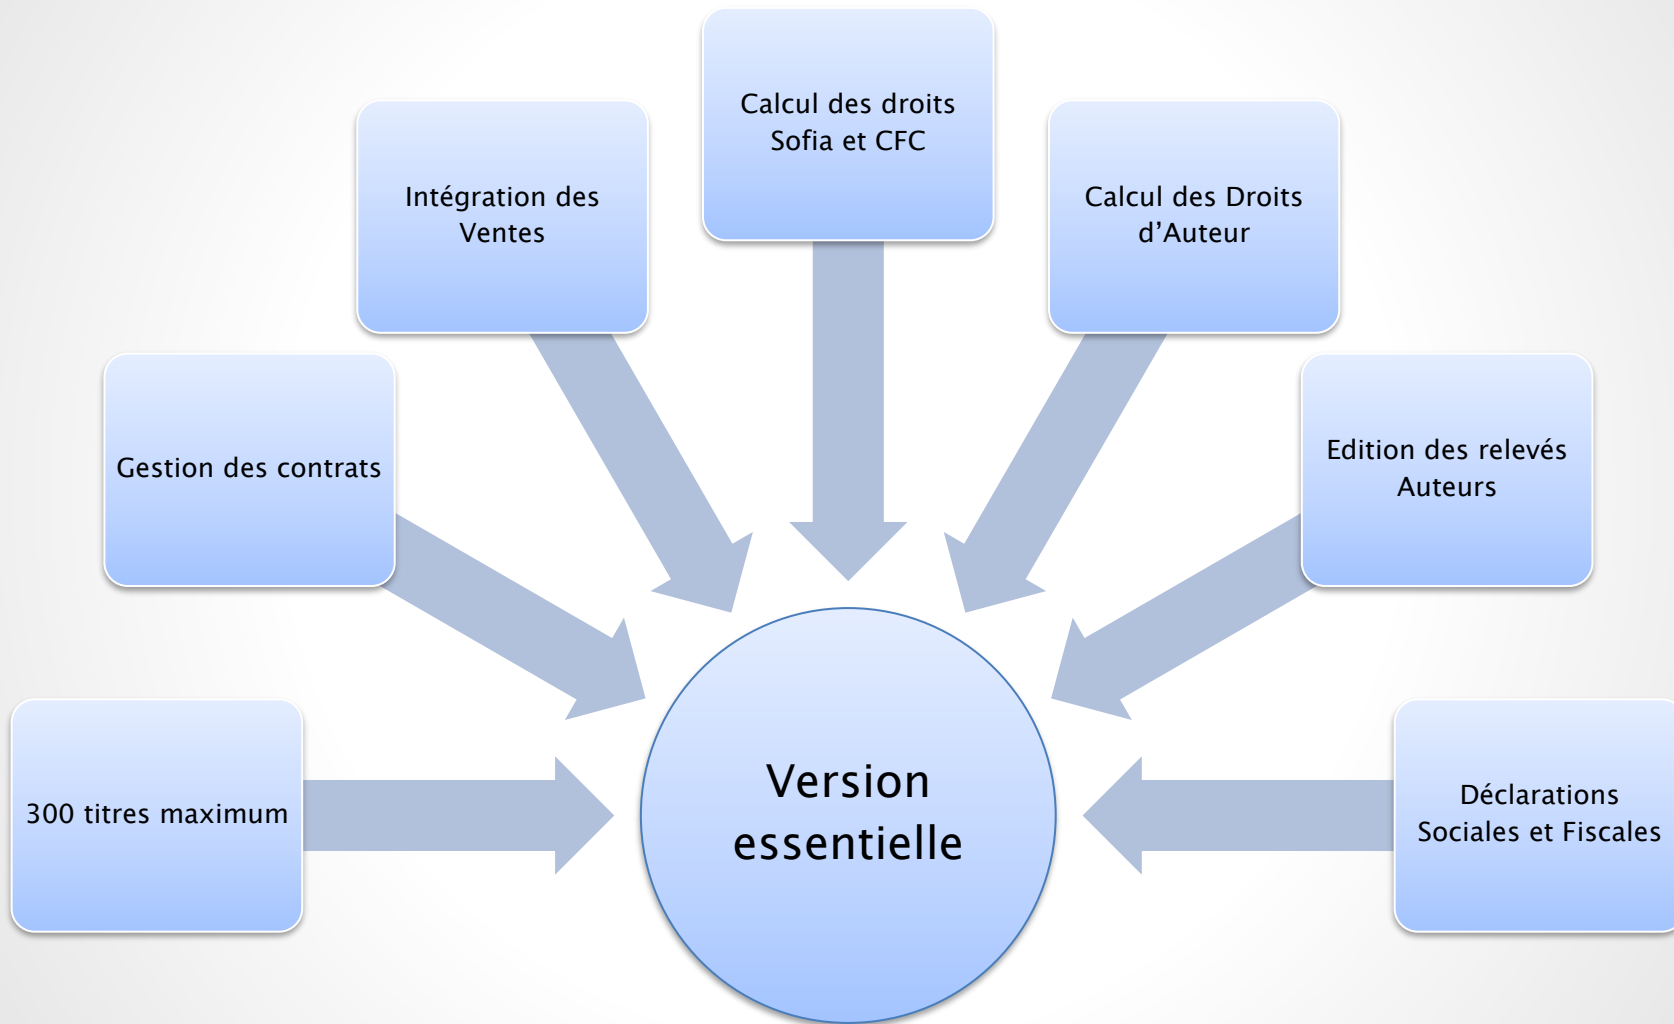 Calcul des droits
Sofia et CFC
Intégration des
Ventes
Calcul des Droits
d’Auteur
Gestion des contrats
Edition des relevés
Auteurs
300 titres maximum
Version
essentielle
Déclarations
Sociales et Fiscales